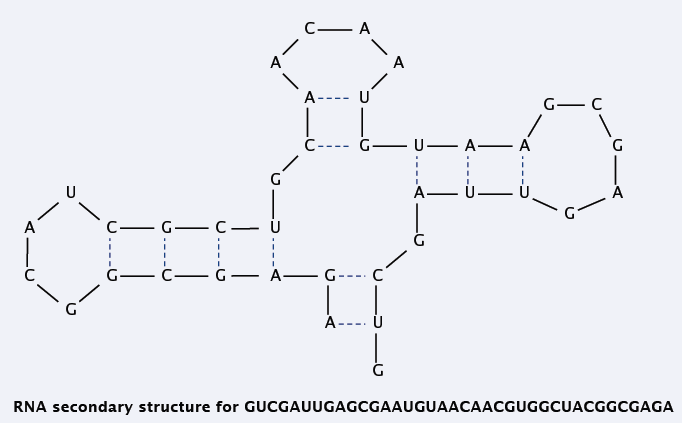 C A
A A
A U
G C
C G U A A G
G
U A U U A
G
A C G C U
G
C G C G A G C
G
A U
G
RNA secondary structure for GUCGAUUGAGCGAAUGUAACAACGUGGCUACGGCGAGA